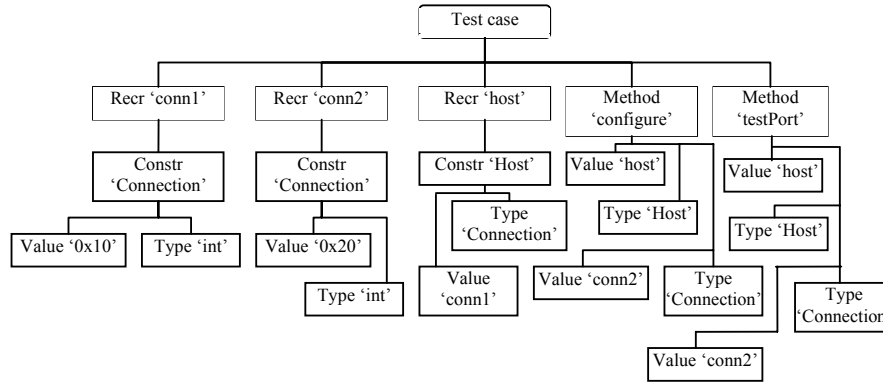 Test case
Recr ‘conn1’
Recr ‘conn2’
Recr ‘host’
Method
‘configure’
Method
‘testPort’
Constr
‘Connection’
Constr
‘Connection’
Constr ‘Host’
Value ‘host’
Value ‘host’
Value ‘0x10’
Type ‘int’
Value ‘0x20’
Type
‘Connection’
Type ‘Host’
Type ‘Host’
Type ‘int’
Value
‘conn1’
Value ‘conn2’
Type
‘Connection’
Type
‘Connection
Value ‘conn2’